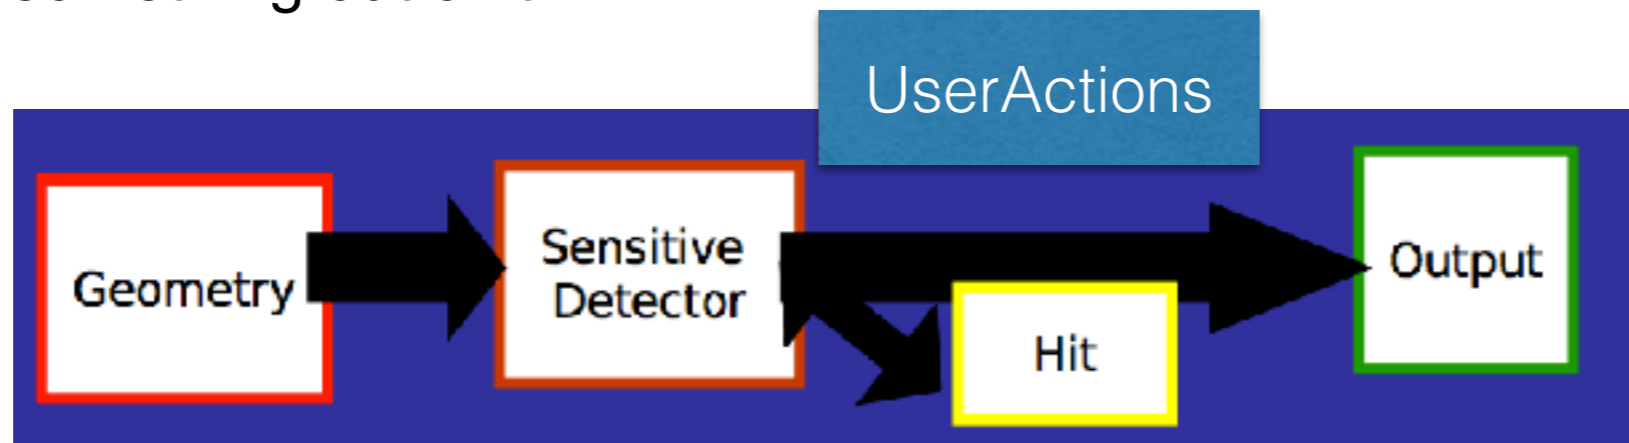 UserActions
Geometry
Sensitive
Detector
Hit
Output